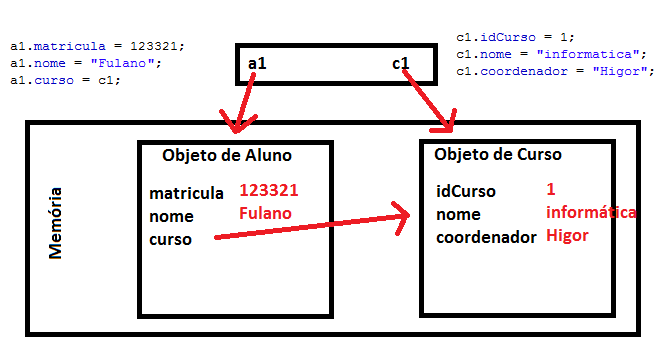 a1.matricula = 123321;
a1.nome = "Fulano";
a1.curso = c1;
c1.idCurso = 1;
c1.nome = "informatica";
c1.coordenador = "Higor";
a1 c1
Memória
Objeto de Aluno
matricula 123321
nome Fulano
curso
Objeto de Curso
idCurso 1
nome informática
coordenador Higor